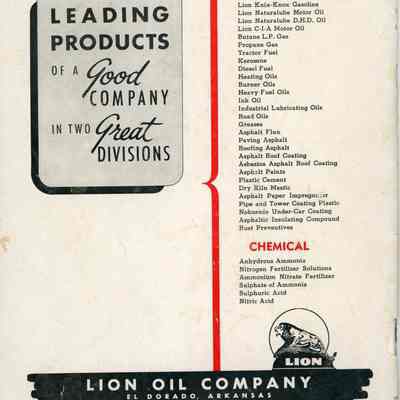 LEADING
PRODUCTS
OF A Good
COMPANY
IN TWO Great
DIVISIONS
Lion Knix-Knox Gasoline
Lion Naturalube Motor Oil
Lion Naturalube D.H.D. Oil
Lion C-I-A Motor Oil
Butane L.P. Gas
Propane Gas
Tractor Fuel
Kerosene
Diesel Fuel
Heating Oils
Burner Oils
Heavy Fuel Oils
Ink Oil
Industrial Lubricating Oils
Road Oils
Greases
Asphalt Flux
Paving Asphalt
Roofing Asphalt
Asphalt Roof Coating
Asbestos Asphalt Roof Coating
Asphalt Paints
Plastic Cement
Dry Kiln Mastic
Asphalt Paper Impregnator
Pipe and Tower Coating Plastic
Nokorode Under-Car Coating
Asphaltic Insulating Compound
Rust Preventives
CHEMICAL
Anhydrous Ammonia
Nitrogen Fertilizer Solutions
Ammonium Nitrate Fertilizer
Sulphate of Ammonia
Sulphuric Acid
Nitric Acid
LION
LION OIL COMPANY
EL DORADO, ARKANSAS